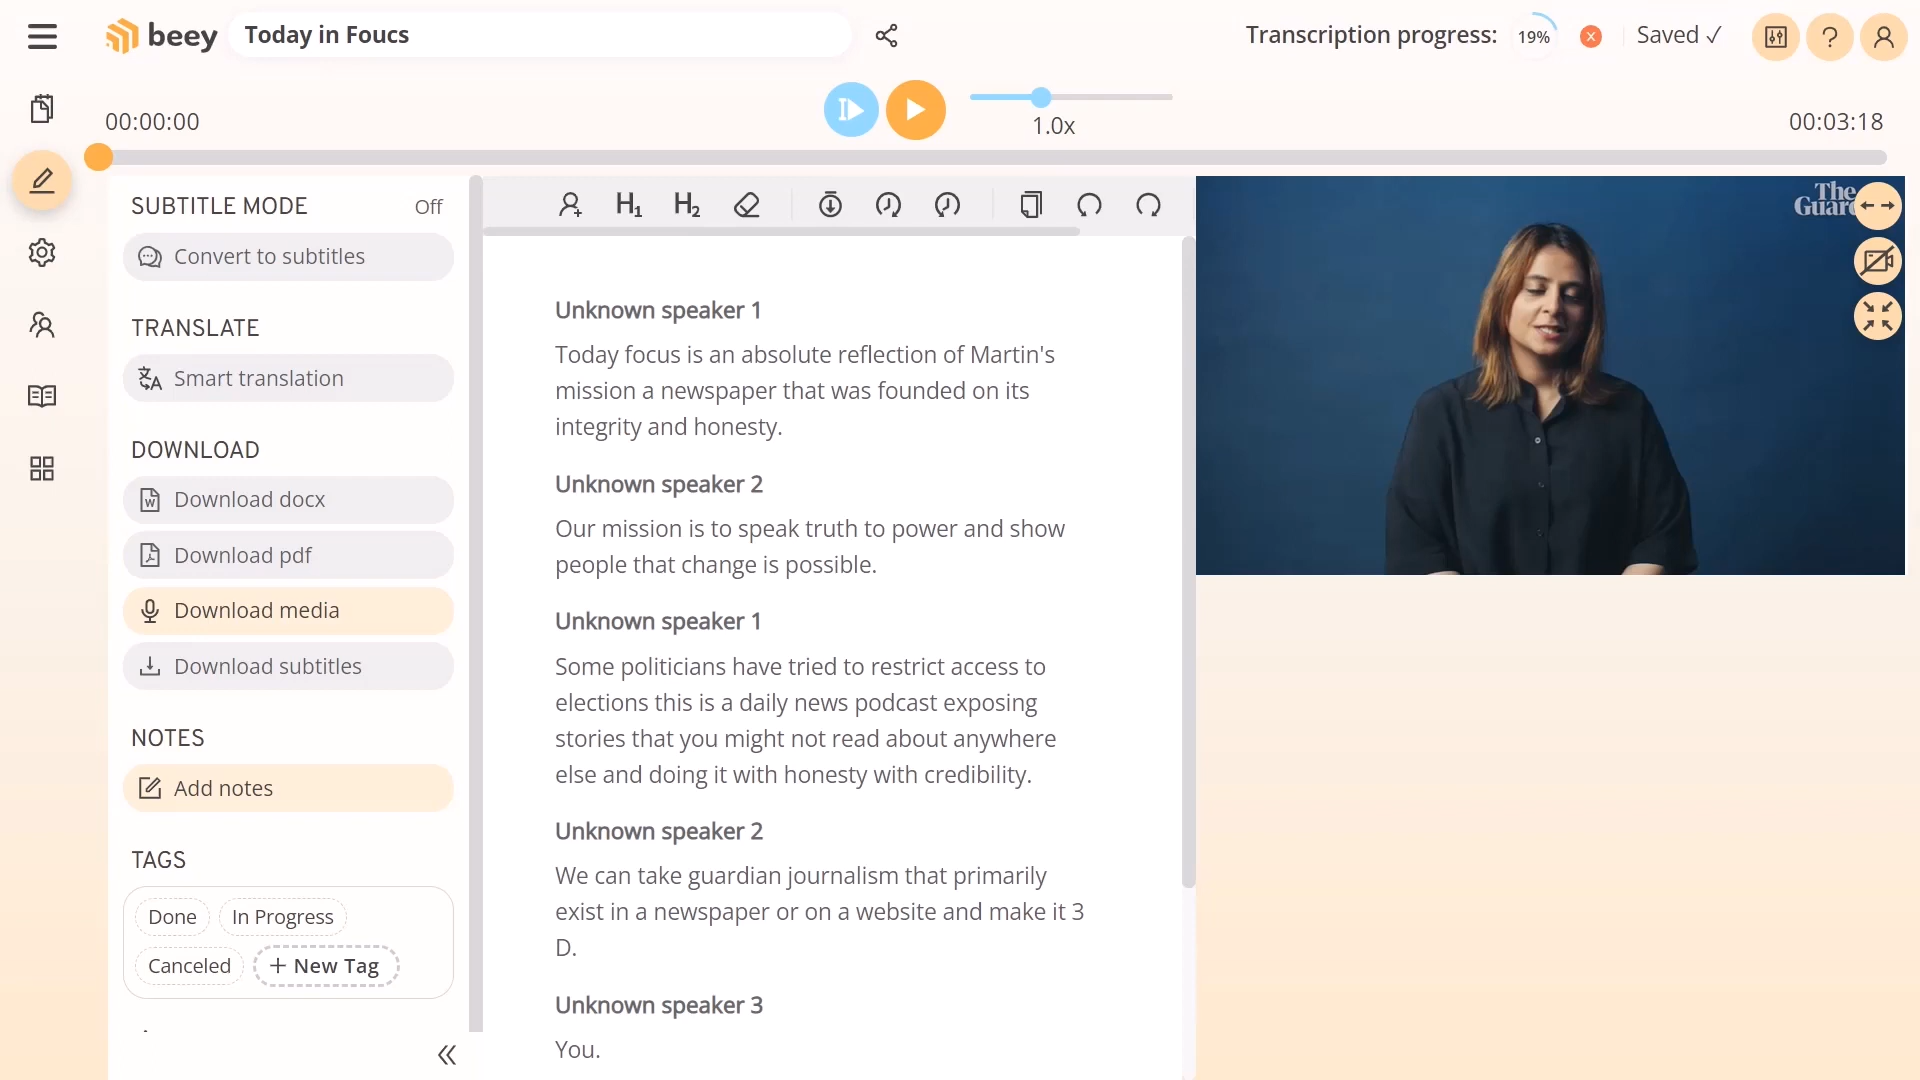 beey
Today in Foucs
Transcription progress:
19%
Saved ✓
?
00:00:00
1.0x
00:03:18
SUBTITLE MODE
Off
Convert to subtitles
TRANSLATE
Smart translation
DOWNLOAD
Download docx
Download pdf
Download media
Download subtitles
NOTES
Add notes
TAGS
Done
In Progress
Canceled
+ New Tag
H1
H2
Unknown speaker 1
Today focus is an absolute reflection of Martin's
mission a newspaper that was founded on its
integrity and honesty.
Unknown speaker 2
Our mission is to speak truth to power and show
people that change is possible.
Unknown speaker 1
Some politicians have tried to restrict access to
elections this is a daily news podcast exposing
stories that you might not read about anywhere
else and doing it with honesty with credibility.
Unknown speaker 2
We can take guardian journalism that primarily
exist in a newspaper or on a website and make it 3
D.
Unknown speaker 3
You.
The